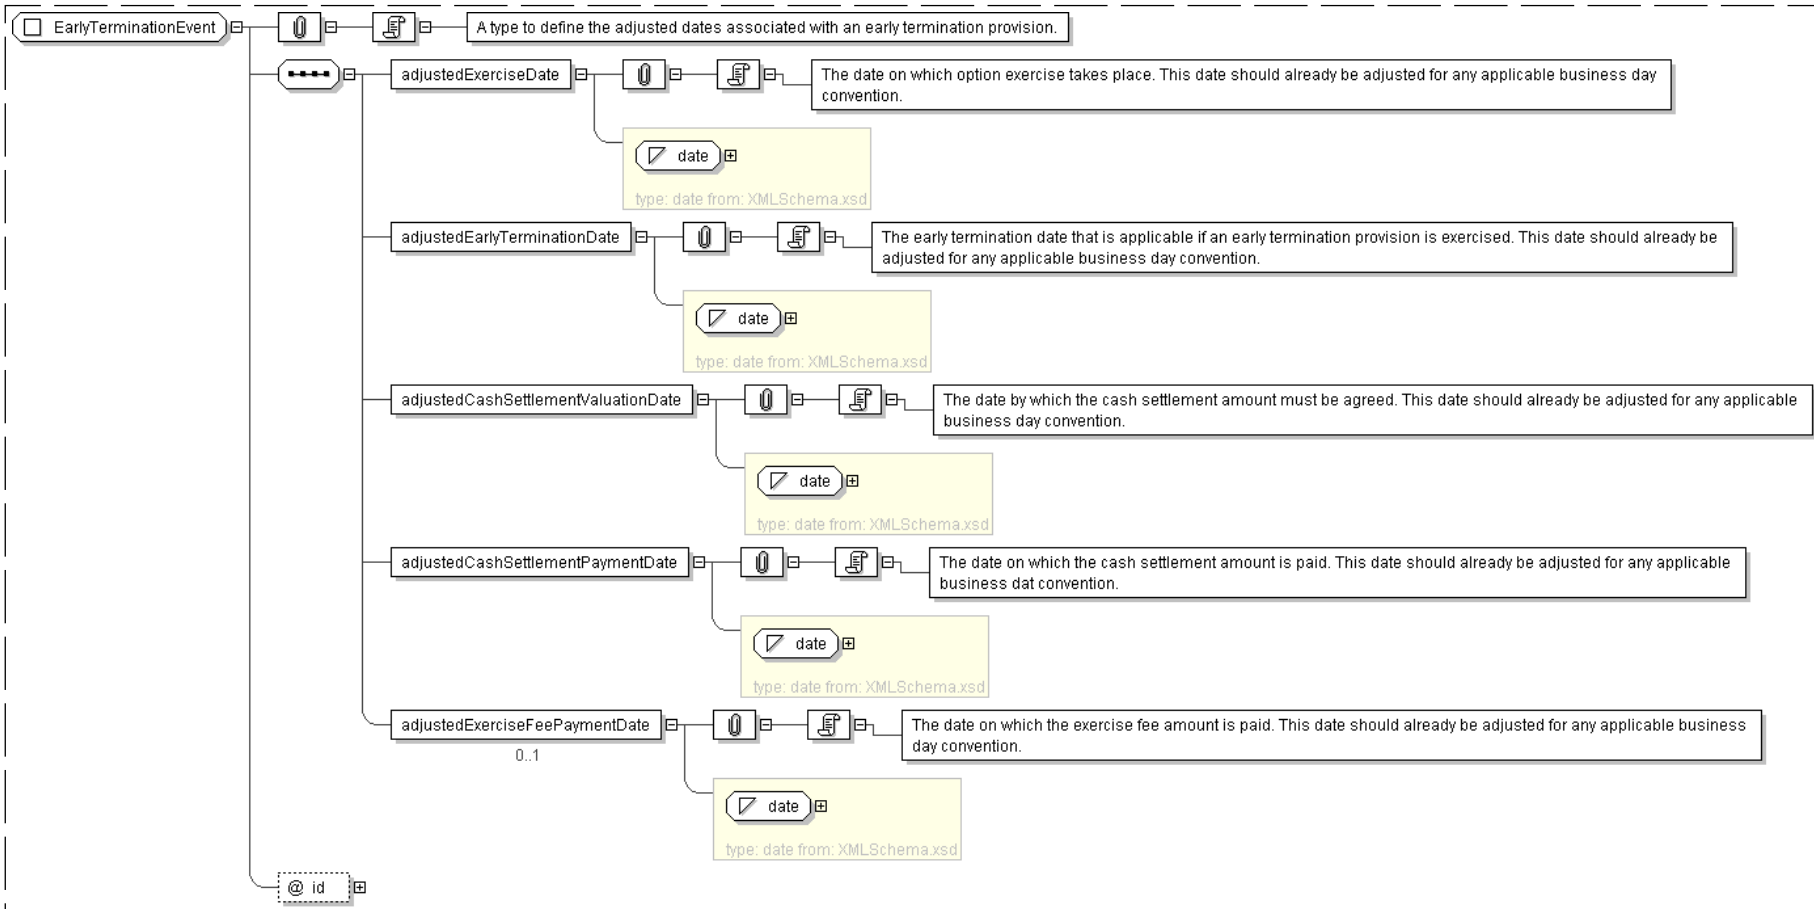 EarlyTerminationEvent
A type to define the adjusted dates associated with an early termination provision.
adjustedExerciseDate
The date on which option exercise takes place. This date should already be adjusted for any applicable business day
convention.
date
type: date from: XMLSchema.xsd
adjustedEarlyTerminationDate
The early termination date that is applicable if an early termination provision is exercised. This date should already be
adjusted for any applicable business day convention.
date
type: date from: XMLSchema.xsd
adjustedCashSettlementValuationDate
The date by which the cash settlement amount must be agreed. This date should already be adjusted for any applicable
business day convention.
date
type: date from: XMLSchema.xsd
adjustedCashSettlementPaymentDate
The date on which the cash settlement amount is paid. This date should already be adjusted for any applicable
business dat convention.
date
type: date from: XMLSchema.xsd
adjustedExerciseFeePaymentDate
0..1
The date on which the exercise fee amount is paid. This date should already be adjusted for any applicable business
day convention.
date
type: date from: XMLSchema.xsd
@ id